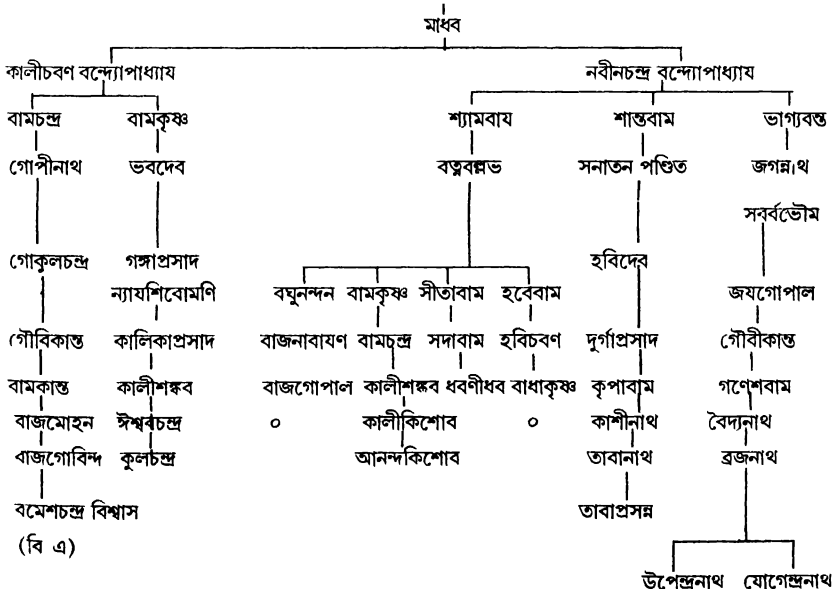 মাধব
কালীচবণ বন্দ্যোপাধ্যায নবীনচন্দ্র বন্দ্যোপাধ্যায
বামচন্দ্র বামকৃষ্ণ শ্যামবায শান্তবাম ভাগ্যবন্ত
গোপীনাথ ভবদেব বত্নবল্লভ সনাতন পণ্ডিত জগন্নাথ
সবর্বভৌম
গোকুলচন্দ্র গঙ্গাপ্রসাদ হবিদেব
ন্যাযশিবোমণি বঘুনন্দন বামকৃষ্ণ সীতাবাম হবেবাম জযগোপাল
গৌবিকান্ত কালিকাপ্রসাদ বাজনাবাযণ বামচন্দ্র সদাবাম হবিচবণ দুর্গাপ্রসাদ গৌবীকান্ত
বামকান্ত কালীশঙ্কব বাজগোপাল কালীশঙ্কব ধবণীধব বাধাকৃষ্ণ কৃপাবাম গণেশবাম
বাজমোহন ঈশ্ববচন্দ্র ০ কালীকিশোব ০ কাশীনাথ বৈদ্যনাথ
বাজগোবিন্দ কুলচন্দ্র আনন্দকিশোব তাবানাথ ব্রজনাথ
বমেশচন্দ্র বিশ্বাস তাবাপ্রসন্ন
(বি এ)
উপেন্দ্রনাথ যোগেন্দ্রনাথ